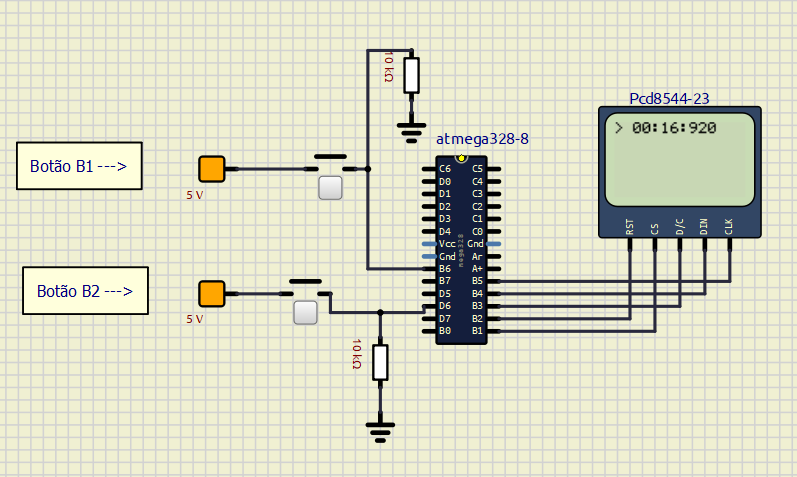 10 kΩ
Pcd8544-23
> 00:16:920
RST
CS
D/C
DIN
CLK
atmega328-8
mega328
C6 C5
D0 C4
D1 C3
D2 C2
D3 C1
D4 C0
Vcc Gnd
Gnd Ar
B6 A+
B7 B5
D5 B4
D6 B3
D7 B2
B0 B1
Botão B1 --->
5 V
Botão B2 --->
5 V
10 kΩ